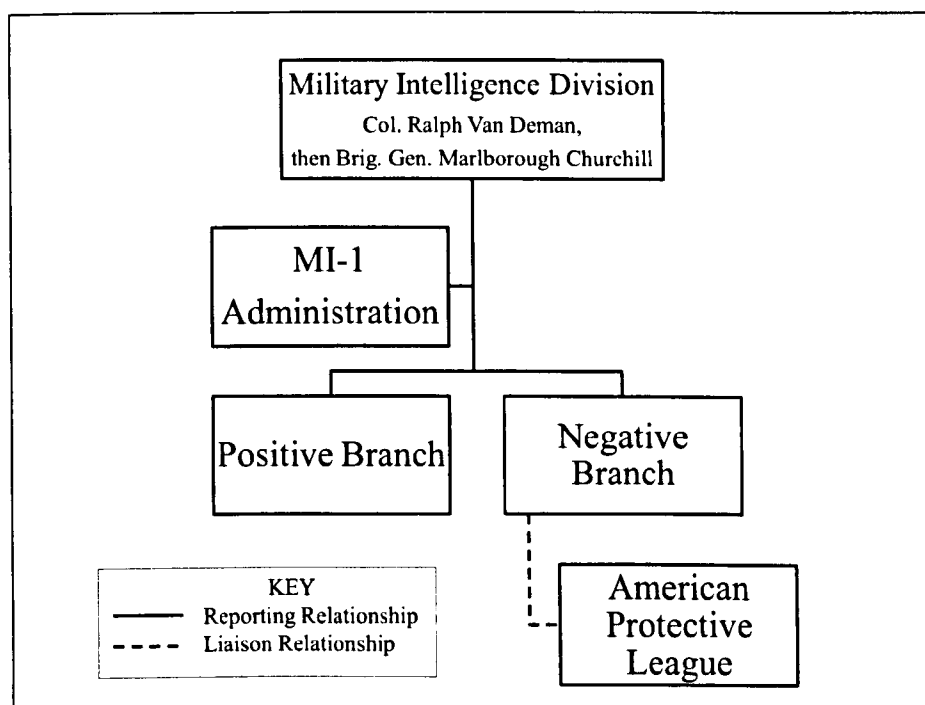 Military Intelligence Division
Col. Ralph Van Deman,
then Brig. Gen. Marlborough Churchill
MI-1
Administration
Positive Branch
Negative
Branch
American
Protective
League
KEY
Reporting Relationship
Liaison Relationship